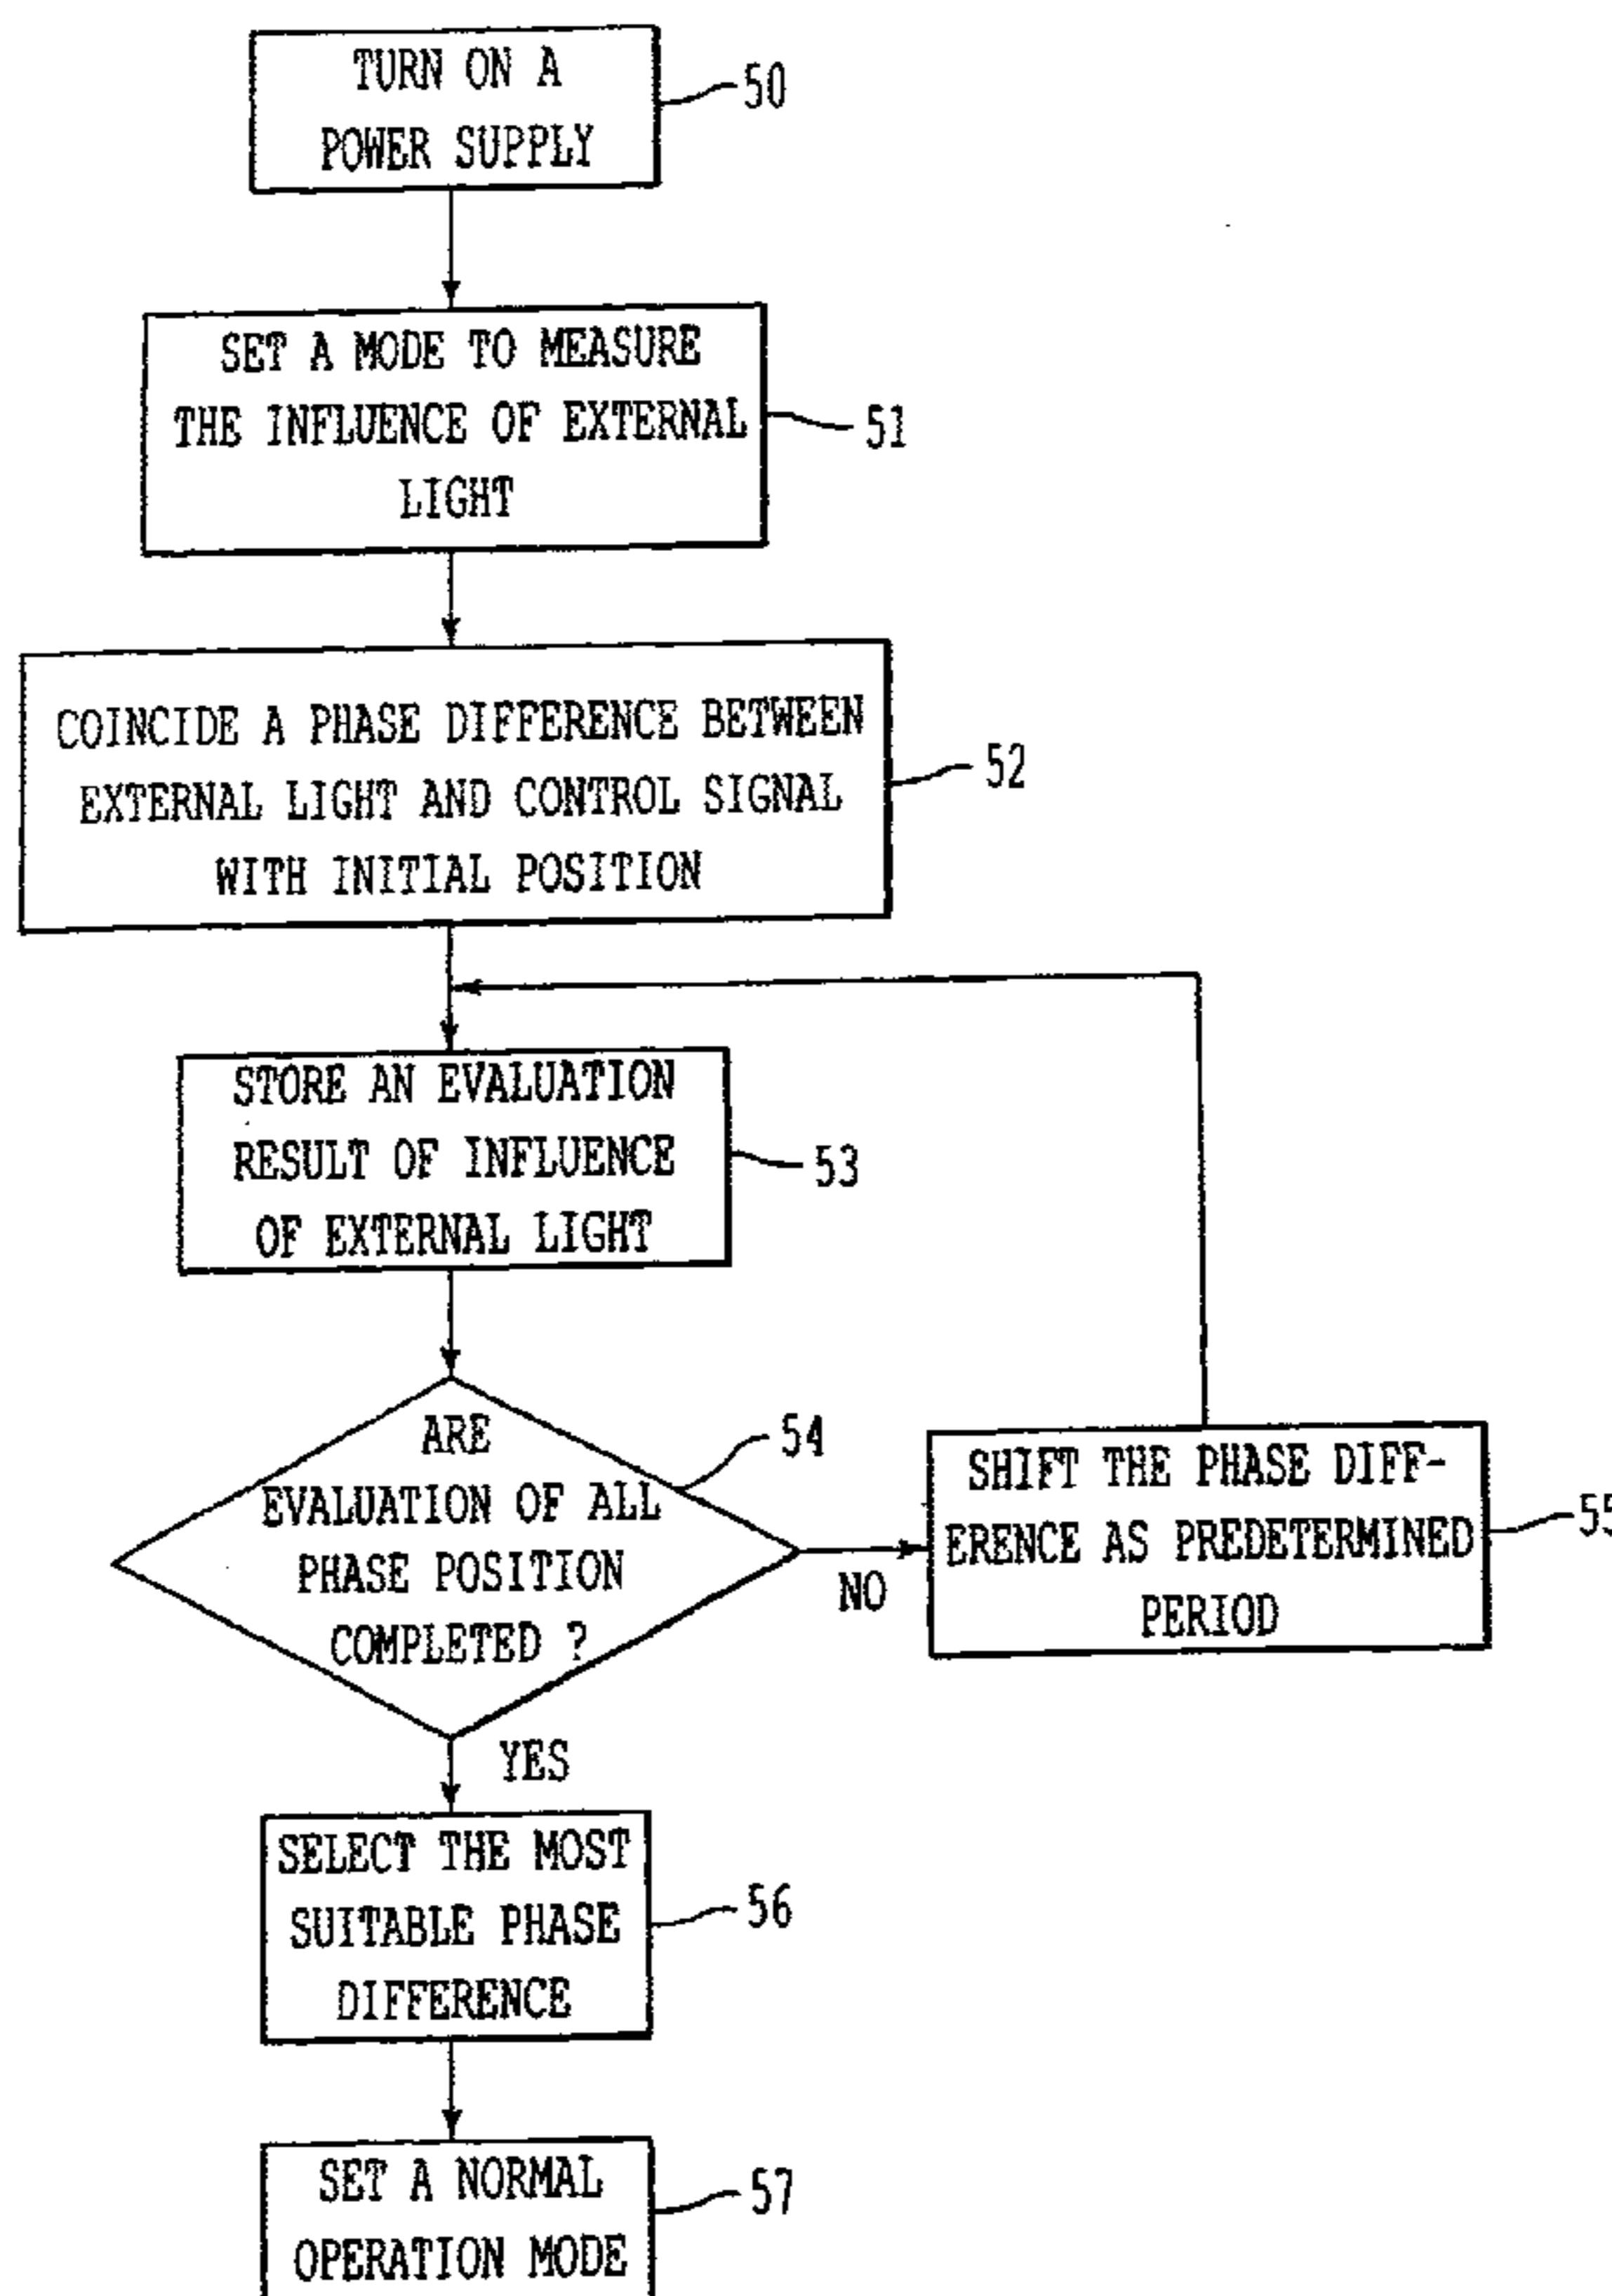 TURN ON A
POWER SUPPLY
50
SET A MODE TO MEASURE
THE INFLUENCE OF EXTERNAL
LIGHT
51
COINCIDE A PHASE DIFFERENCE BETWEEN
EXTERNAL LIGHT AND CONTROL SIGNAL
WITH INITIAL POSITION
52
STORE AN EVALUATION
RESULT OF INFLUENCE
OF EXTERNAL LIGHT
53
ARE
EVALUATION OF ALL
PHASE POSITION
COMPLETED ?
54
NO
SHIFT THE PHASE DIFF-
ERENCE AS PREDETERMINED
PERIOD
55
YES
SELECT THE MOST
SUITABLE PHASE
DIFFERENCE
56
SET A NORMAL
OPERATION MODE
57